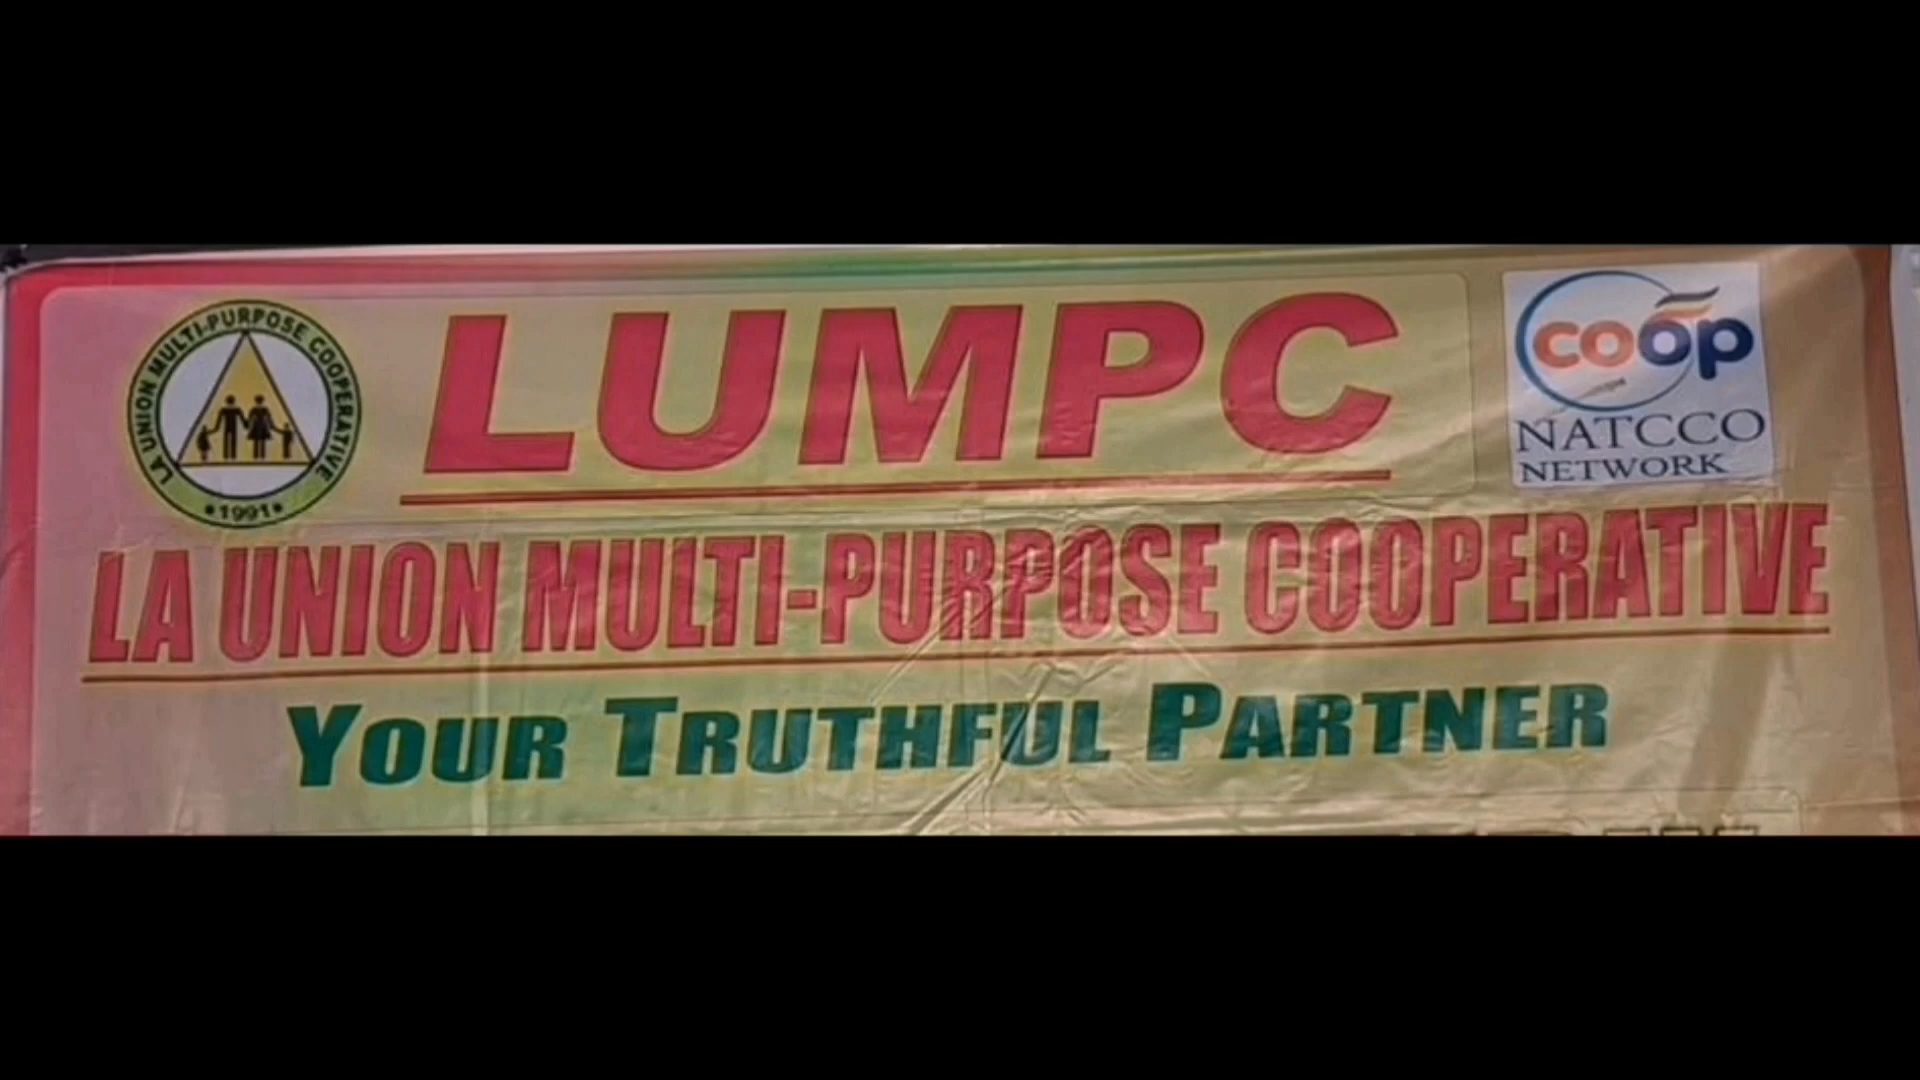 LA UNION MULTI-PURPOSE COOPERATIVE
•1991•
LUMPC
coop
NATCCO
NETWORK
LA UNION MULTI-PURPOSE COOPERATIVE
YOUR TRUTHFUL PARTNER